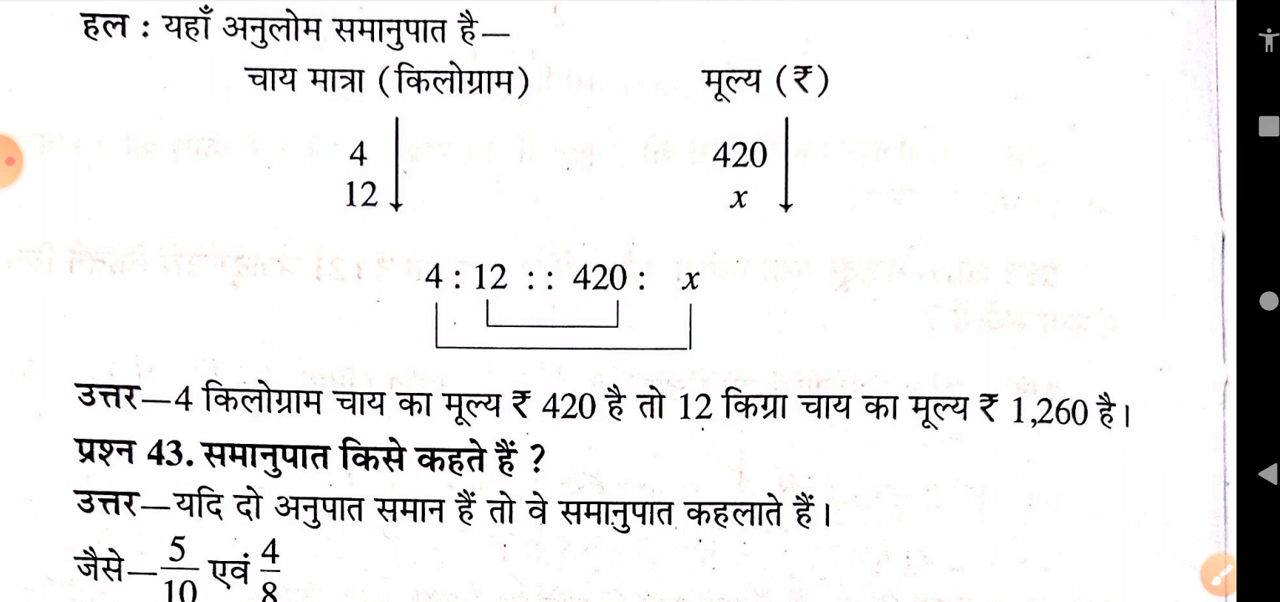 हल : यहाँ अनुलोम समानुपात है—
चाय मात्रा (किलोग्राम) मूल्य (₹)
4 420
12 x
4 : 12 : : 420 : x
उत्तर—4 किलोग्राम चाय का मूल्य ₹ 420 है तो 12 किग्रा चाय का मूल्य ₹ 1,260 है।
प्रश्न 43. समानुपात किसे कहते हैं ?
उत्तर—यदि दो अनुपात समान हैं तो वे समानुपात कहलाते हैं।
जैसे—5/10 एवं 4/8